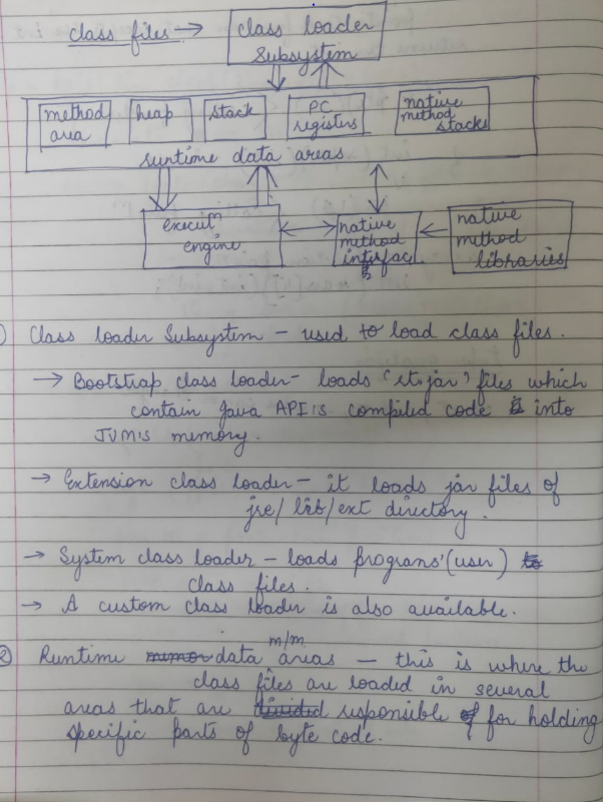 class files → class loader
subsystem
method area heap stack PC registers native method stacks
runtime data areas
execun engine native method interfac native method libraries
1) Class loader Subsystem - used to load class files.
→ Bootstrap class loader- loads 'rt.jar' files which
contain Java API's compiled code into
JVM's memory.
→ Extension class loader - it loads jar files of
jre/lib/ext directory.
→ System class loader - loads programs'(user)
class files.
→ A custom class loader is also available.
m/m
2 Runtime data areas - this is where the
class files are loaded in several
areas that are responsible for holding
specific parts of byte code.